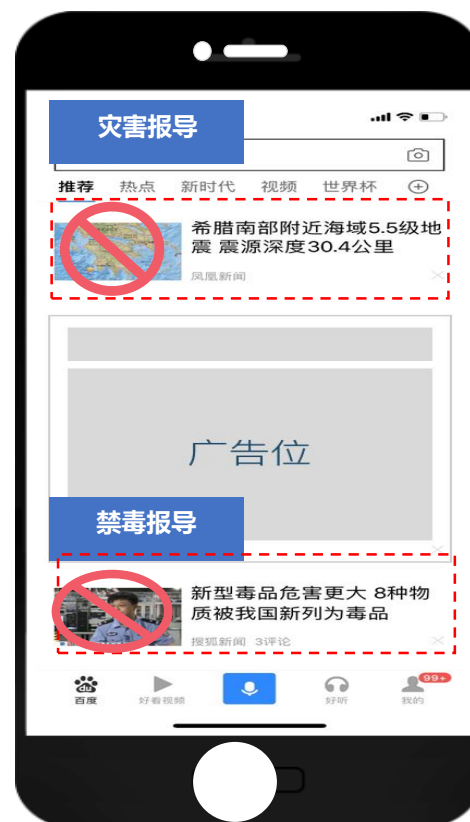 灾害报导
推荐 热点 新时代 视频 世界杯
希腊南部附近海域5.5级地
震 震源深度30.4公里
凤凰新闻
广告位
禁毒报导
新型毒品危害更大 8种物
质被我国新列为毒品
搜狐新闻 3评论
99+
du
百度 好看视频 好听 我的